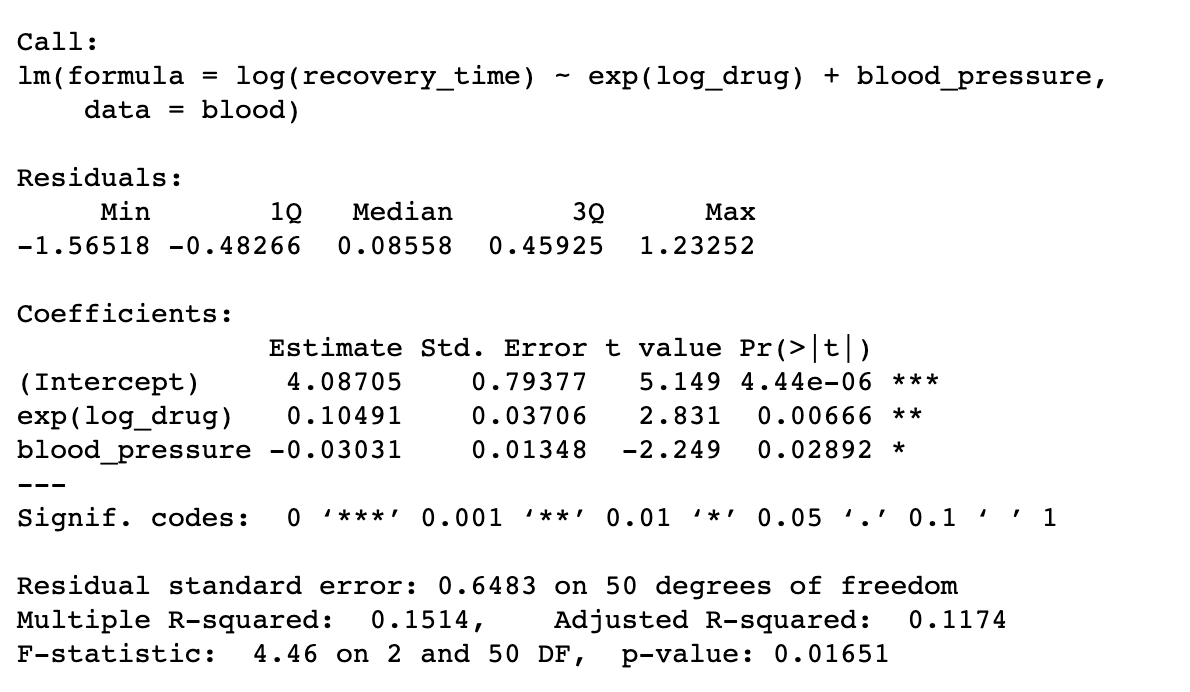 Call:
lm(formula = log(recovery_time) ~ exp(log_drug) + blood_pressure,
    data = blood)

Residuals:
     Min       1Q   Median       3Q      Max
-1.56518 -0.48266  0.08558  0.45925  1.23252

Coefficients:
               Estimate Std. Error t value Pr(>|t|)
(Intercept)     4.08705    0.79377   5.149 4.44e-06 ***
exp(log_drug)   0.10491    0.03706   2.831  0.00666 **
blood_pressure -0.03031    0.01348  -2.249  0.02892 *
---
Signif. codes:  0 ‘***’ 0.001 ‘**’ 0.01 ‘*’ 0.05 ‘.’ 0.1 ‘ ’ 1

Residual standard error: 0.6483 on 50 degrees of freedom
Multiple R-squared:  0.1514,    Adjusted R-squared:  0.1174
F-statistic:  4.46 on 2 and 50 DF,  p-value: 0.01651